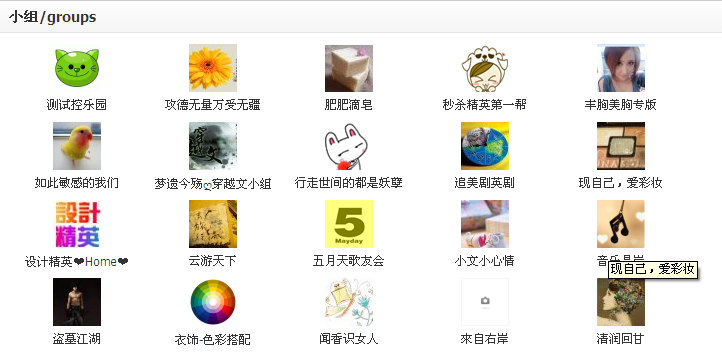 小组/groups
测试控乐园
攻德无量万受无疆
肥肥滴皂
秒杀精英第一帮
丰胸美胸专版
如此敏感的我们
梦遗今殇ღ穿越文小组
行走世间的都是妖孽
追美剧英剧
现自己，爱彩妆
設計
精英
5
Mayday
设计精英❤Home❤
云游天下
五月天歌友会
小文小心情
现自己，爱彩妆
盗墓江湖
衣饰-色彩搭配
闻香识女人
來自右岸
清润回甘